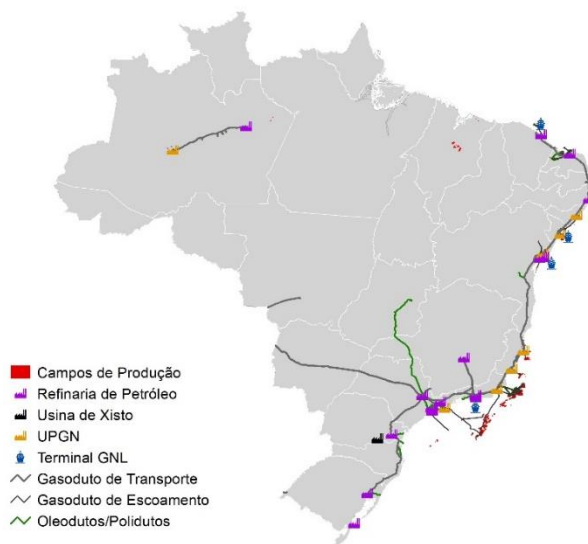 Campos de Produção
Refinaria de Petróleo
Usina de Xisto
UPGN
Terminal GNL
Gasoduto de Transporte
Gasoduto de Escoamento
Oleodutos/Polidutos